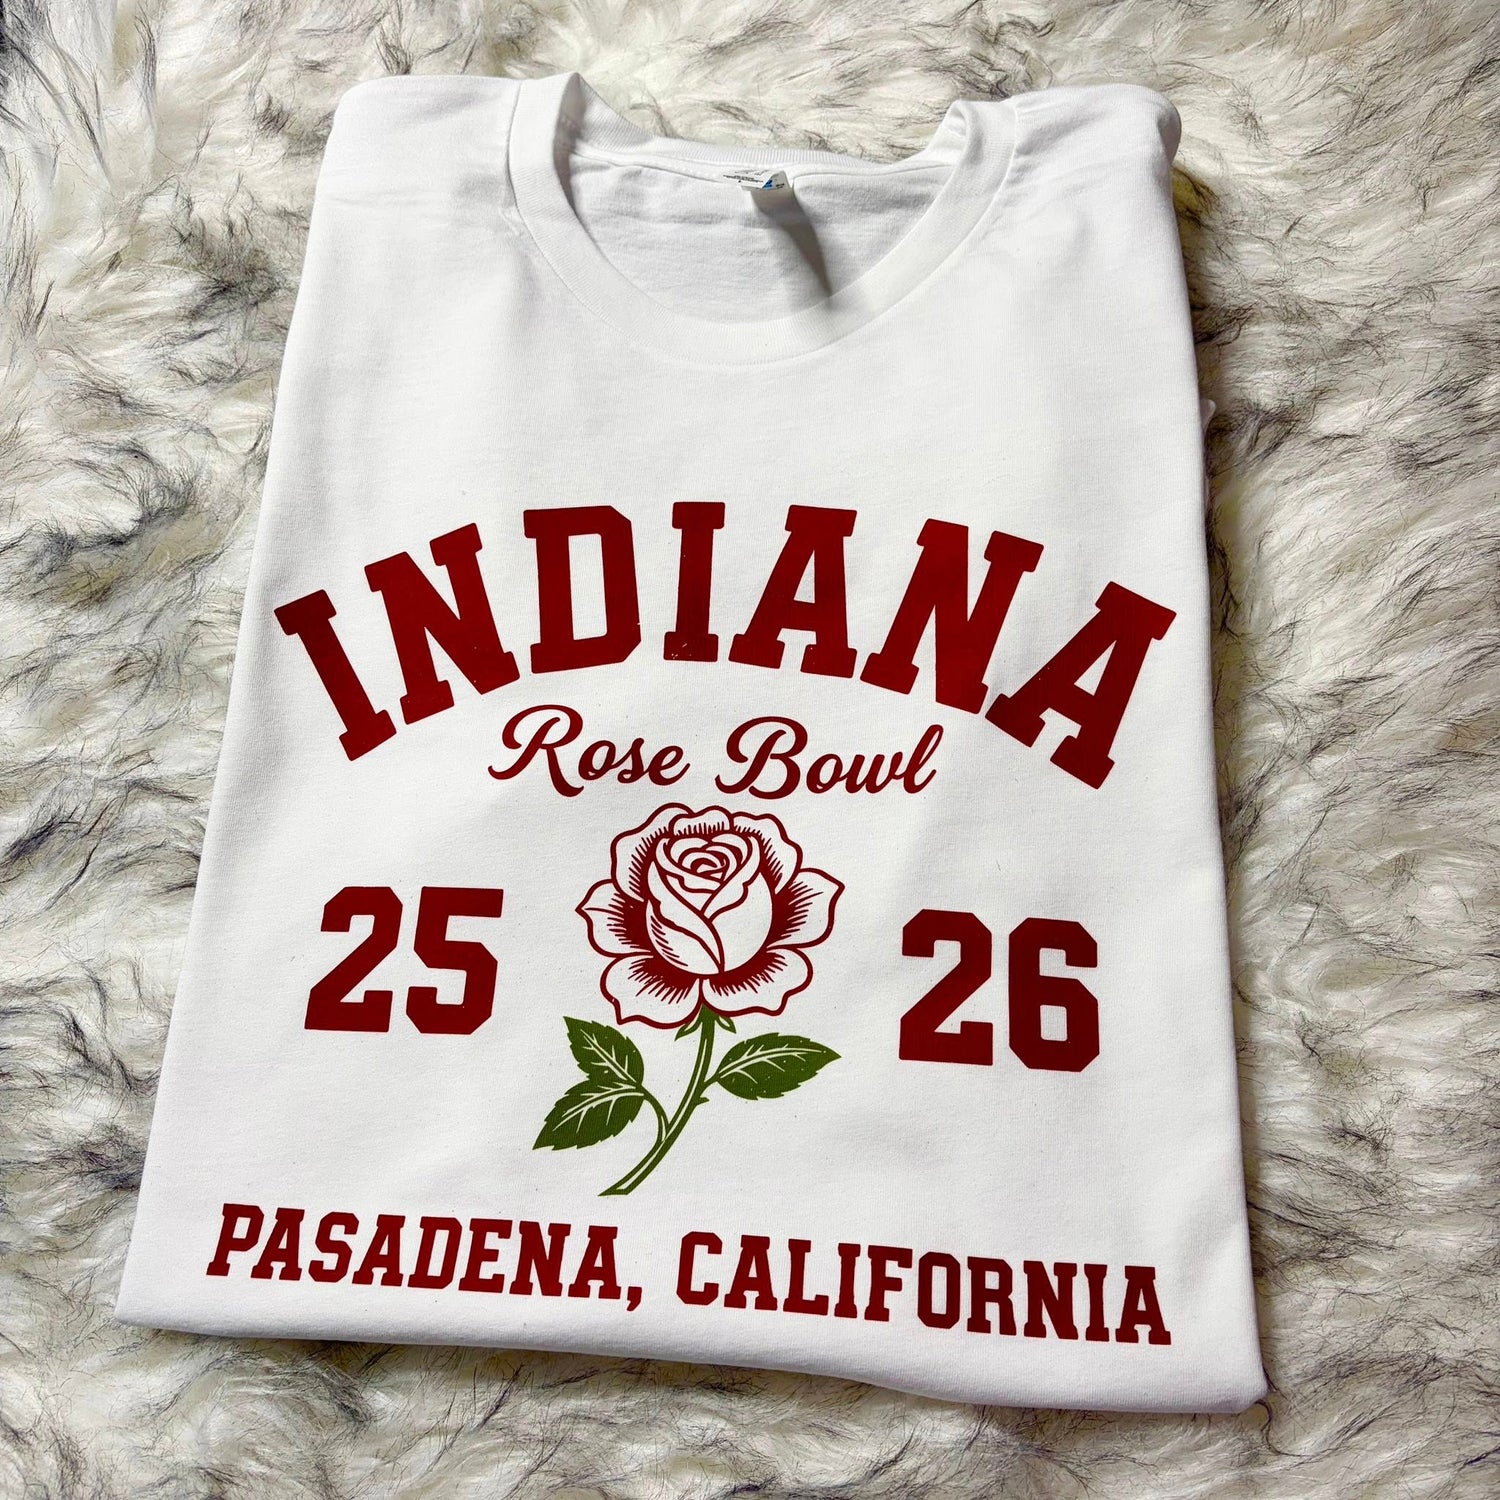 INDIANA
Rose Bowl
25 26
PASADENA, CALIFORNIA